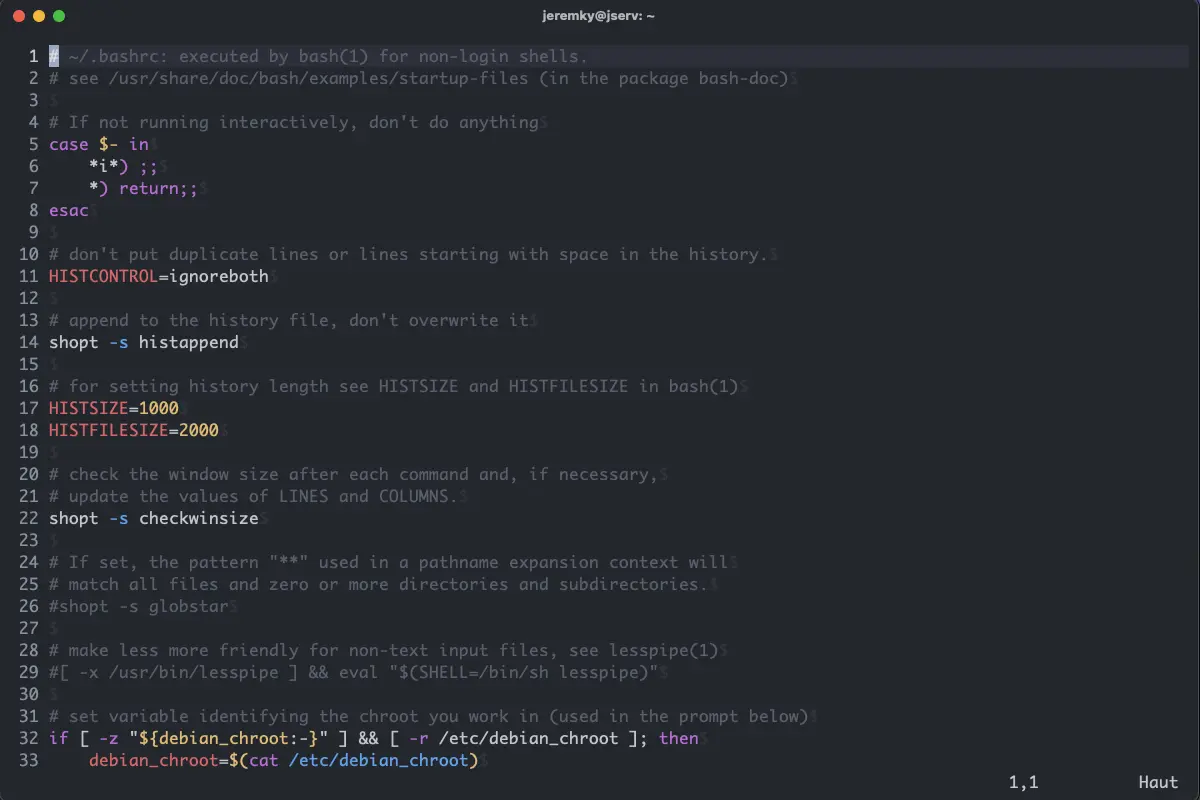 jeremky@jserv: ~
1 # ~/.bashrc: executed by bash(1) for non-login shells.
2 # see /usr/share/doc/bash/examples/startup-files (in the package bash-doc)$
3 $
4 # If not running interactively, don't do anything$
5 case $- in$
6     *i*) ;;$
7     *) return;;$
8 esac$
9 $
10 # don't put duplicate lines or lines starting with space in the history.$
11 HISTCONTROL=ignoreboth$
12 $
13 # append to the history file, don't overwrite it$
14 shopt -s histappend$
15 $
16 # for setting history length see HISTSIZE and HISTFILESIZE in bash(1)$
17 HISTSIZE=1000$
18 HISTFILESIZE=2000$
19 $
20 # check the window size after each command and, if necessary,$
21 # update the values of LINES and COLUMNS.$
22 shopt -s checkwinsize$
23 $
24 # If set, the pattern "**" used in a pathname expansion context will$
25 # match all files and zero or more directories and subdirectories.$
26 #shopt -s globstar$
27 $
28 # make less more friendly for non-text input files, see lesspipe(1)$
29 #[ -x /usr/bin/lesspipe ] && eval "$(SHELL=/bin/sh lesspipe)"$
30 $
31 # set variable identifying the chroot you work in (used in the prompt below)$
32 if [ -z "${debian_chroot:-}" ] && [ -r /etc/debian_chroot ]; then$
33     debian_chroot=$(cat /etc/debian_chroot)$
1,1 Haut